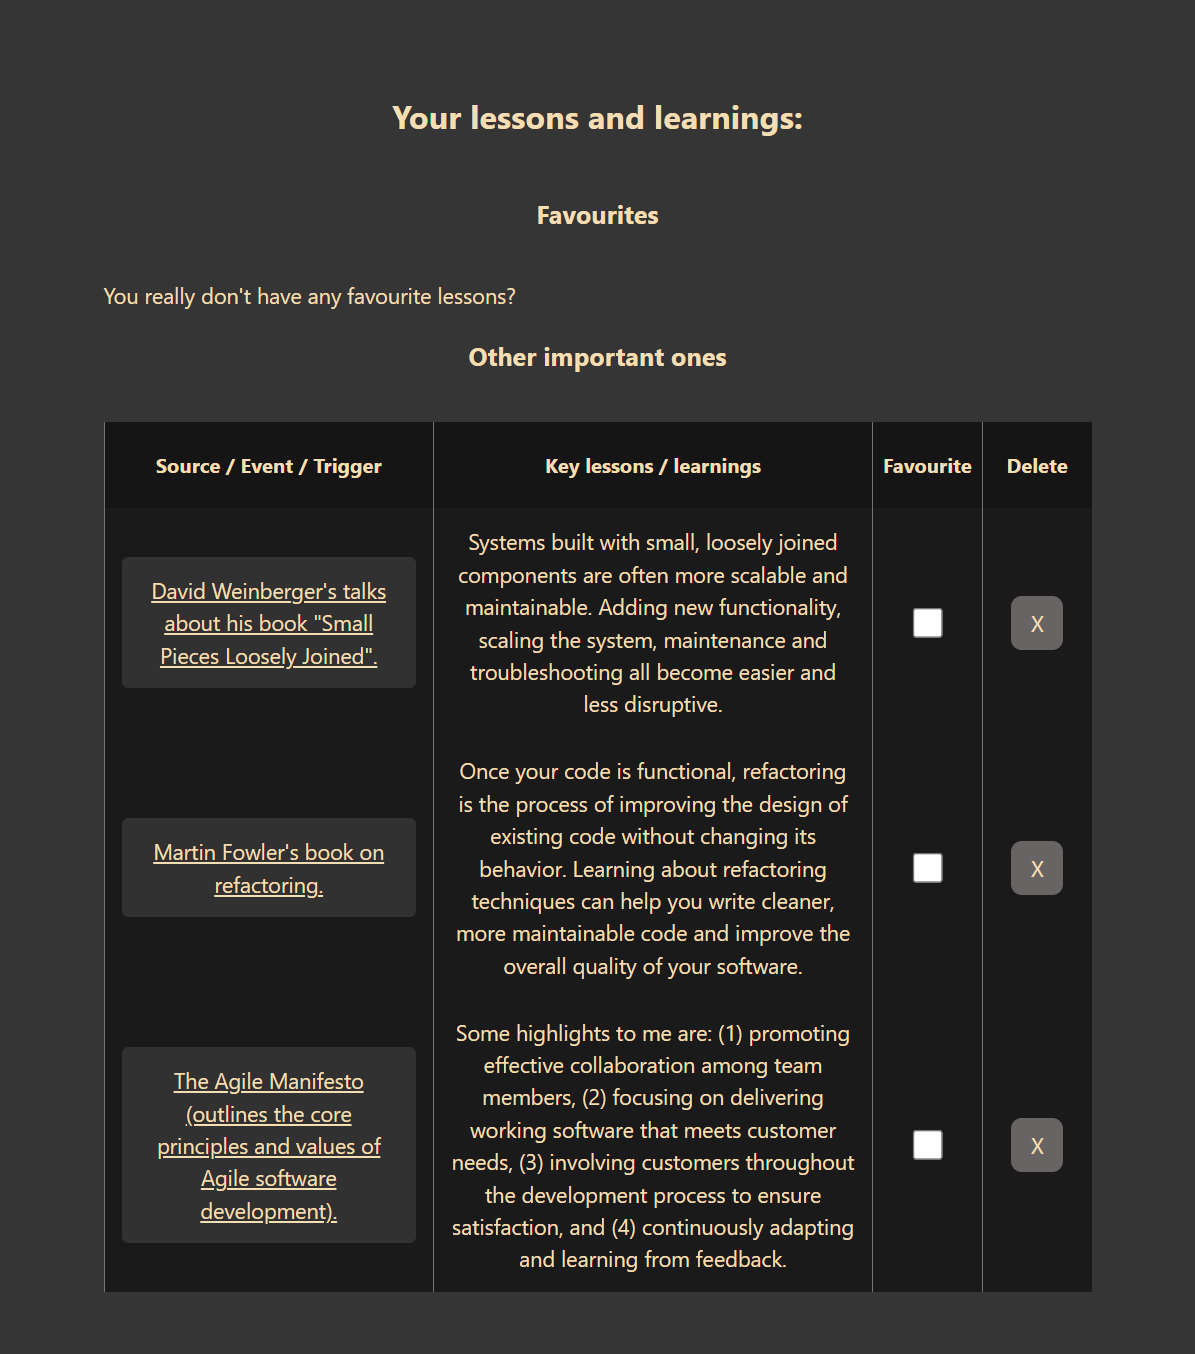 Your lessons and learnings:
Favourites
You really don't have any favourite lessons?
Other important ones
Source / Event / Trigger
Key lessons / learnings
Favourite
Delete
David Weinberger's talks
about his book "Small
Pieces Loosely Joined".
Systems built with small, loosely joined
components are often more scalable and
maintainable. Adding new functionality,
scaling the system, maintenance and
troubleshooting all become easier and
less disruptive.
X
Martin Fowler's book on
refactoring.
Once your code is functional, refactoring
is the process of improving the design of
existing code without changing its
behavior. Learning about refactoring
techniques can help you write cleaner,
more maintainable code and improve the
overall quality of your software.
X
The Agile Manifesto
(outlines the core
principles and values of
Agile software
development).
Some highlights to me are: (1) promoting
effective collaboration among team
members, (2) focusing on delivering
working software that meets customer
needs, (3) involving customers throughout
the development process to ensure
satisfaction, and (4) continuously adapting
and learning from feedback.
X